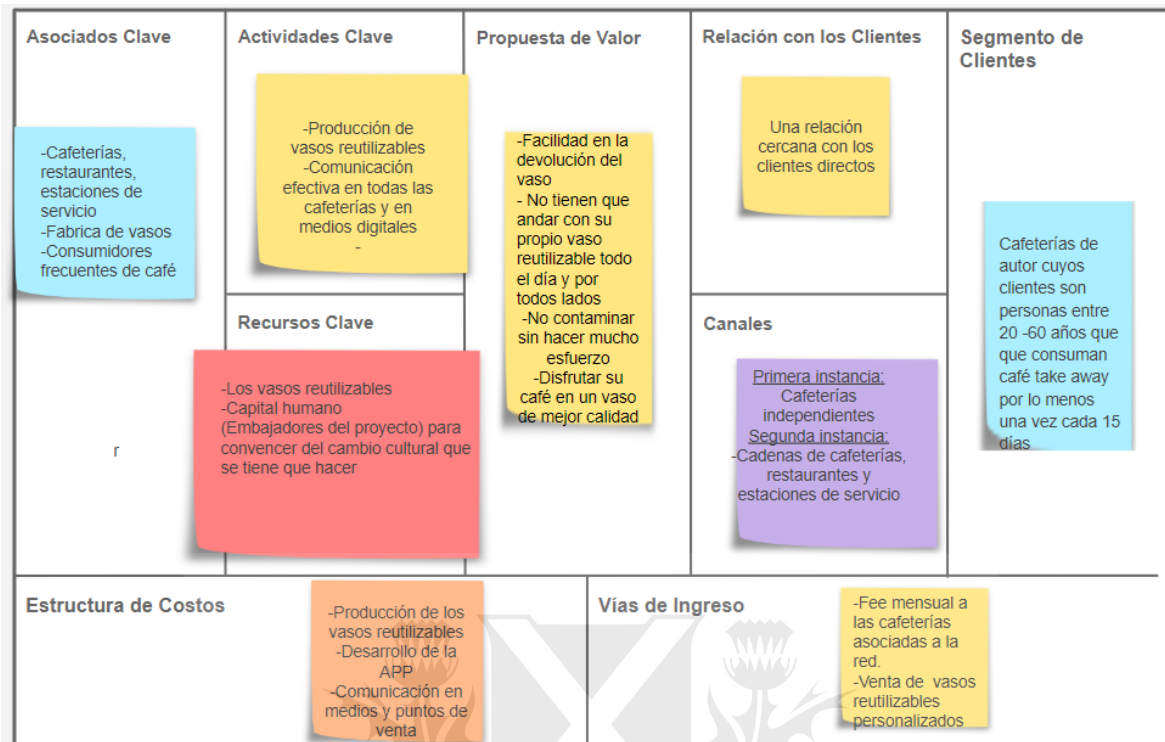 Asociados Clave
-Cafeterías,
restaurantes,
estaciones de
servicio
-Fabrica de vasos
-Consumidores
frecuentes de café
r
Actividades Clave
-Producción de
vasos reutilizables
-Comunicación
efectiva en todas las
cafeterías y en
medios digitales
-
Recursos Clave
-Los vasos reutilizables
-Capital humano
(Embajadores del proyecto) para
convencer del cambio cultural que
se tiene que hacer
Propuesta de Valor
-Facilidad en la
devolución del
vaso
- No tienen que
andar con su
propio vaso
reutilizable todo
el día y por
todos lados
-No contaminar
sin hacer mucho
esfuerzo
-Disfrutar su
café en un vaso
de mejor calidad
Relación con los Clientes
Una relación
cercana con los
clientes directos
Canales
Primera instancia:
Cafeterías
independientes
Segunda instancia:
-Cadenas de cafeterías,
restaurantes y
estaciones de servicio
Segmento de
Clientes
Cafeterías de
autor cuyos
clientes son
personas entre
20 -60 años que
que consuman
café take away
por lo menos
una vez cada 15
días
Estructura de Costos
-Producción de los
vasos reutilizables
-Desarrollo de la
APP
-Comunicación en
medios y puntos de
venta
Vías de Ingreso
-Fee mensual a
las cafeterías
asociadas a la
red.
-Venta de vasos
reutilizables
personalizados